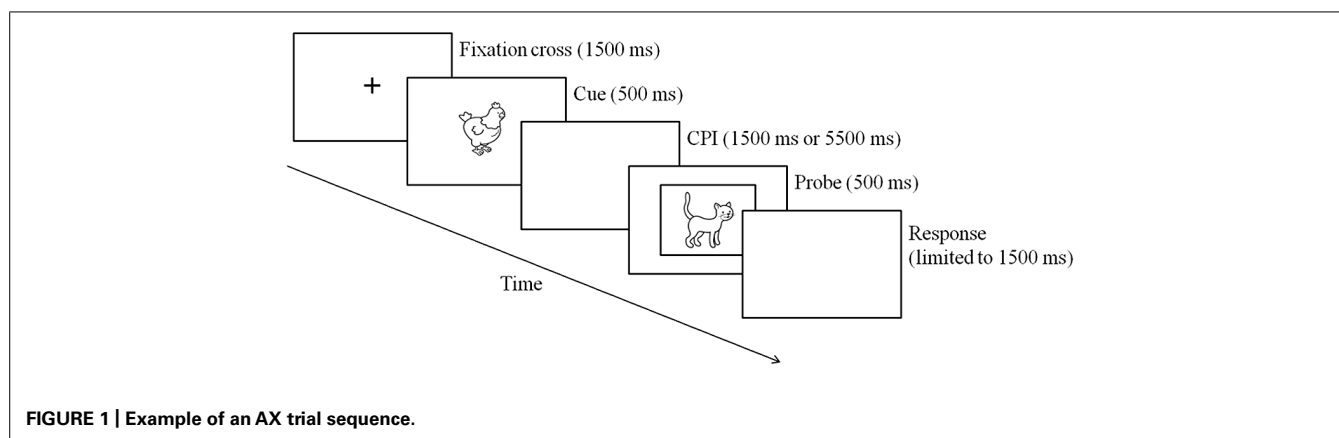 Fixation cross (1500 ms)
Cue (500 ms)
CPI (1500 ms or 5500 ms)
Probe (500 ms)
Response
(limited to 1500 ms)
Time
FIGURE 1 | Example of an AX trial sequence.